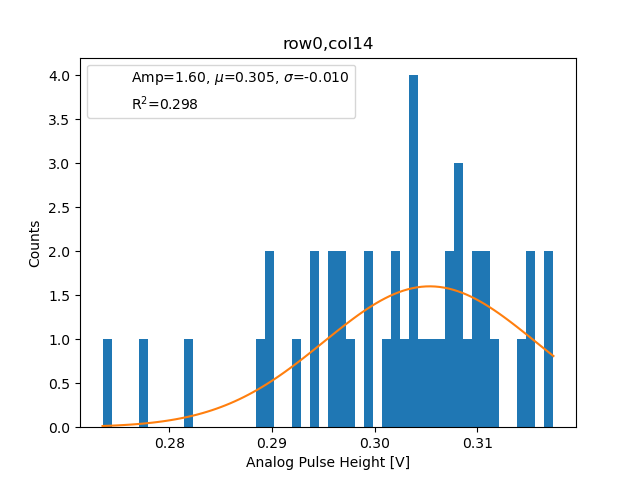 row0,col14
Amp=1.60, μ=0.305, σ=-0.010
R²=0.298
4.0
3.5
3.0
2.5
2.0
1.5
1.0
0.5
0.0
Counts
0.28 0.29 0.30 0.31
Analog Pulse Height [V]